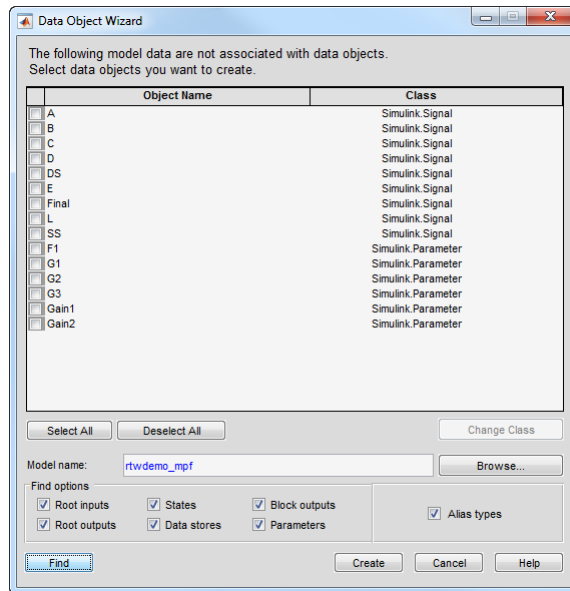 Data Object Wizard
The following model data are not associated with data objects.
Select data objects you want to create.
Object Name Class
A Simulink.Signal
B Simulink.Signal
C Simulink.Signal
D Simulink.Signal
DS Simulink.Signal
E Simulink.Signal
Final Simulink.Signal
L Simulink.Signal
SS Simulink.Signal
F1 Simulink.Parameter
G1 Simulink.Parameter
G2 Simulink.Parameter
G3 Simulink.Parameter
Gain1 Simulink.Parameter
Gain2 Simulink.Parameter
Select All Deselect All Change Class
Model name: rtwdemo_mpf Browse...
Find options
Root inputs States Block outputs
Alias types
Root outputs Data stores Parameters
Find Create Cancel Help